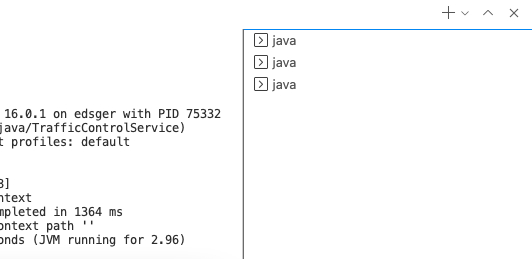 java
java
java
16.0.1 on edsger with PID 75332
java/TrafficControlService)
t profiles: default
]
ntext
mpleted in 1364 ms
ontext path ''
onds (JVM running for 2.96)